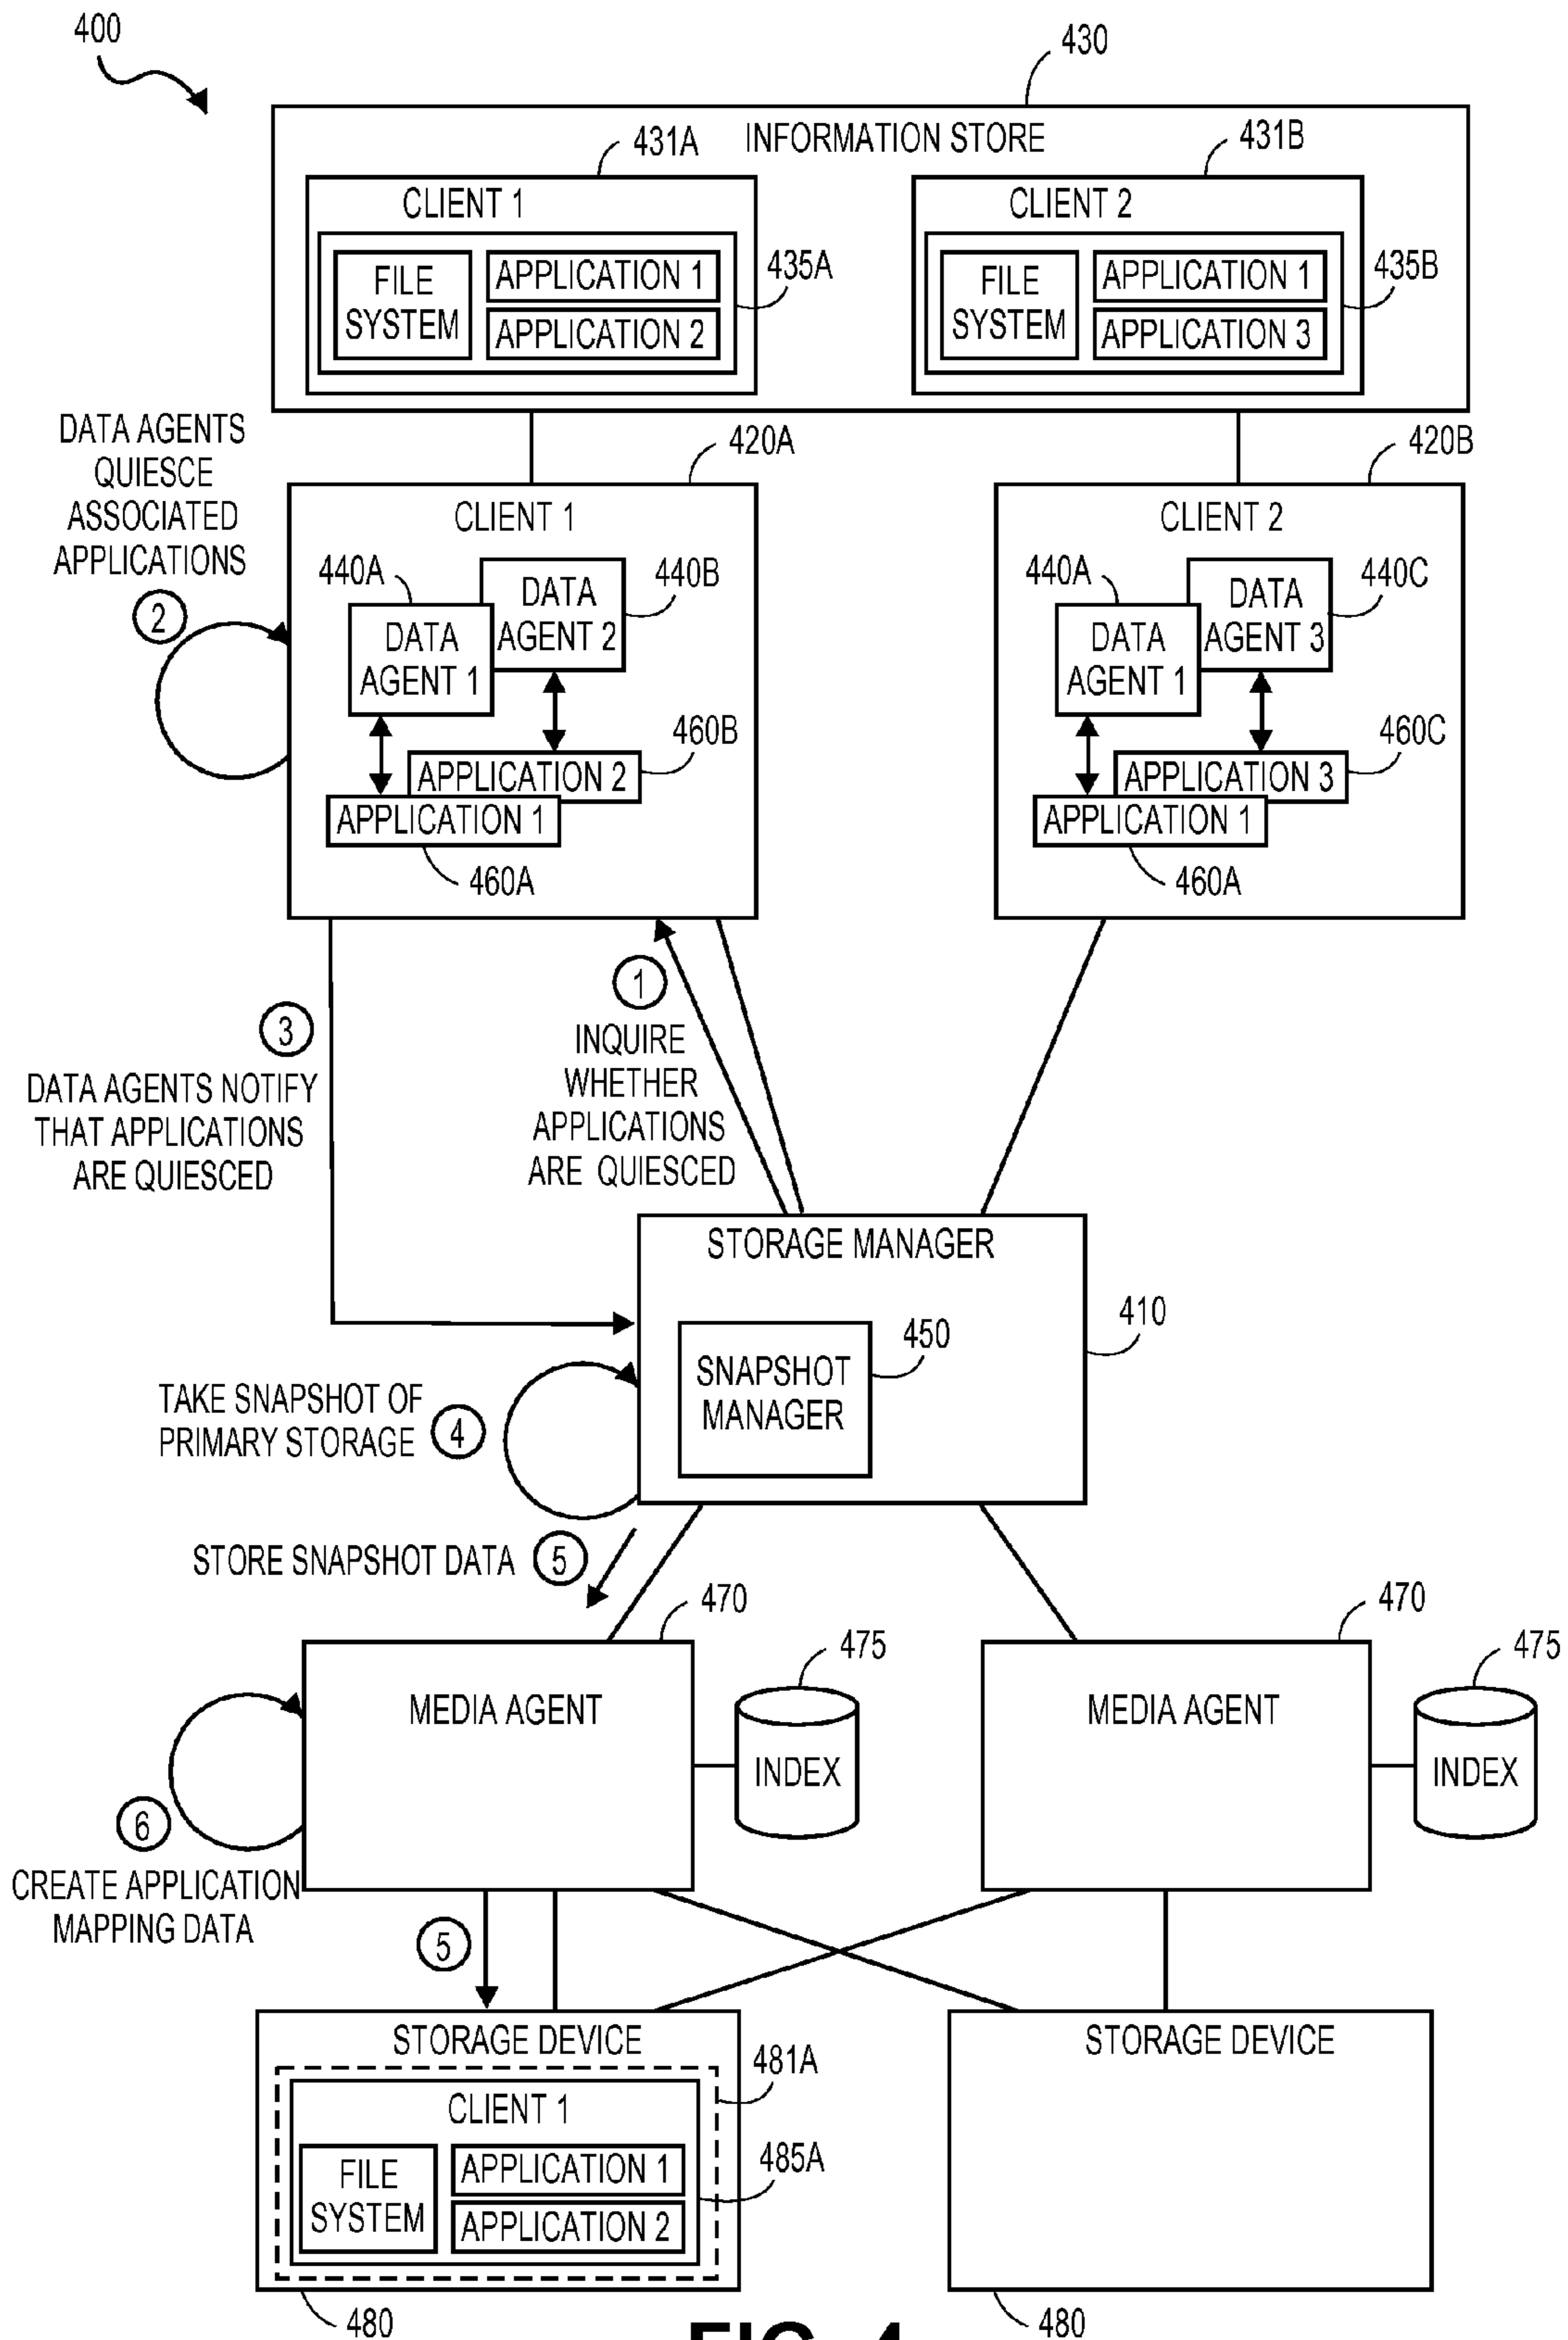 400
430
INFORMATION STORE
431A
431B
CLIENT 1
CLIENT 2
FILE
SYSTEM
APPLICATION 1
APPLICATION 2
435A
FILE
SYSTEM
APPLICATION 1
APPLICATION 3
435B
DATA AGENTS
QUIESCE
ASSOCIATED
APPLICATIONS
2
420A
420B
CLIENT 1
440A
DATA
AGENT 2
440B
DATA
AGENT 1
460B
APPLICATION 2
APPLICATION 1
460A
CLIENT 2
440A
DATA
AGENT 3
440C
DATA
AGENT 1
460C
APPLICATION 3
APPLICATION 1
460A
1
INQUIRE
WHETHER
APPLICATIONS
ARE QUIESCED
3
DATA AGENTS NOTIFY
THAT APPLICATIONS
ARE QUIESCED
STORAGE MANAGER
410
450
SNAPSHOT
MANAGER
TAKE SNAPSHOT OF
PRIMARY STORAGE
4
STORE SNAPSHOT DATA
5
470
470
MEDIA AGENT
475
INDEX
MEDIA AGENT
475
INDEX
6
CREATE APPLICATION
MAPPING DATA
5
STORAGE DEVICE
481A
CLIENT 1
FILE
SYSTEM
APPLICATION 1
APPLICATION 2
485A
480
STORAGE DEVICE
480
FIG. 4